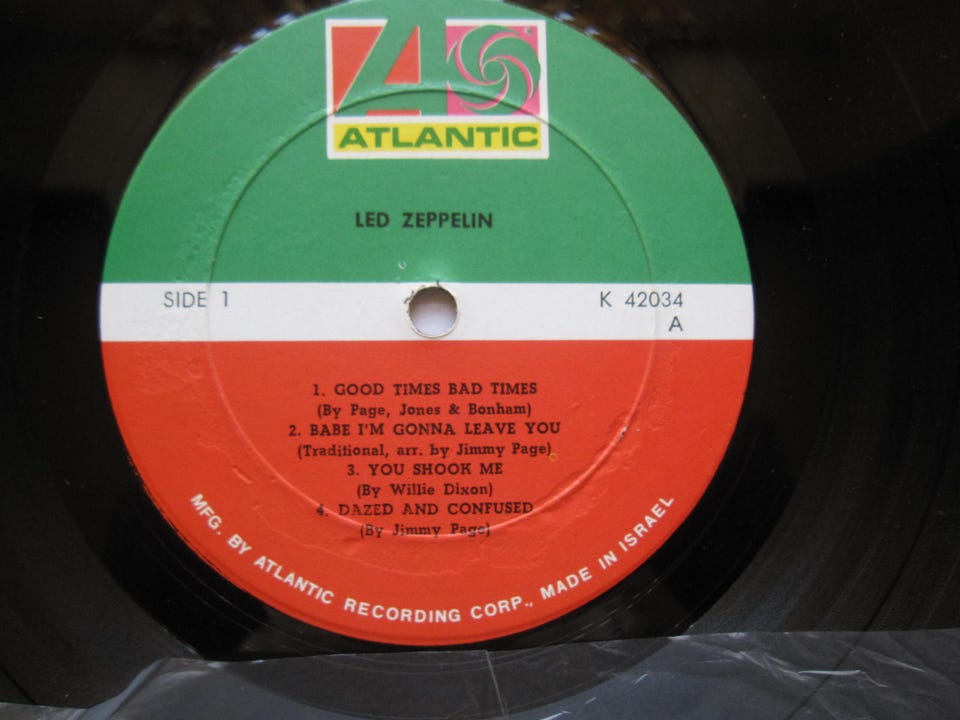 ATLANTIC
LED ZEPPELIN
SIDE 1
K 42034
A
1. GOOD TIMES BAD TIMES
(By Page, Jones & Bonham)
2. BABE I'M GONNA LEAVE YOU
(Traditional, arr. by Jimmy Page)
3. YOU SHOOK ME
(By Willie Dixon)
4. DAZED AND CONFUSED
(By Jimmy Page)
MFG. BY ATLANTIC RECORDING CORP., MADE IN ISRAEL